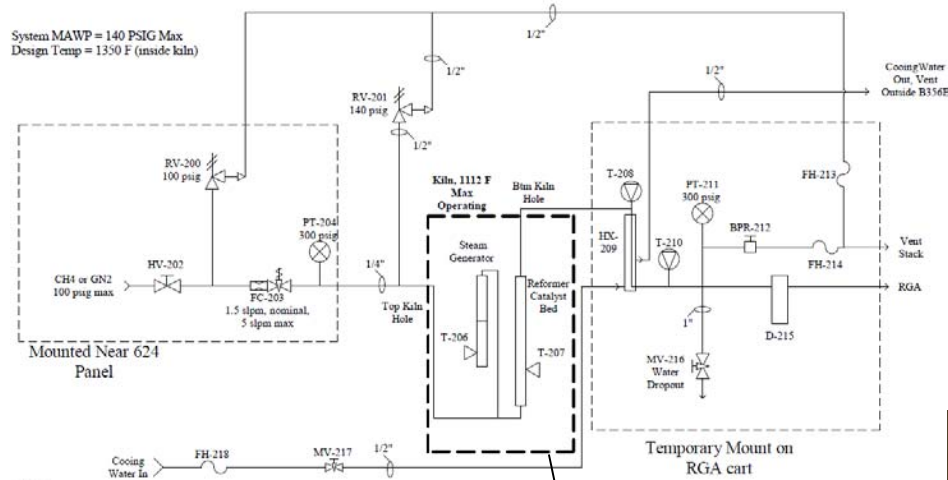 System MAWP = 140 PSIG Max
Design Temp = 1350 F (inside kiln)
1/2"
1/2"
1/2"
1/2"
CooingWater
Out, Vent
Outside B356E
RV-201
140 psig
1/2"
RV-200
100 psig
PT-204
300 psig
HV-202
CH4 or GN2
100 psig max
FC-203
1.5 slpm, nominal,
5 slpm max
Mounted Near 624
Panel
1/4"
Top Kiln
Hole
Kiln, 1112 F
Max
Operating
Btm Kiln
Hole
Steam
Generator
T-206
Reformer
Catalyst
Bed
T-207
T-208
HX-
209
T-210
PT-211
300 psig
BPR-212
FH-213
FH-214
Vent
Stack
RGA
1"
D-215
MV-216
Water
Dropout
Temporary Mount on
RGA cart
Cooing
Water In
FH-218
MV-217
1/2"